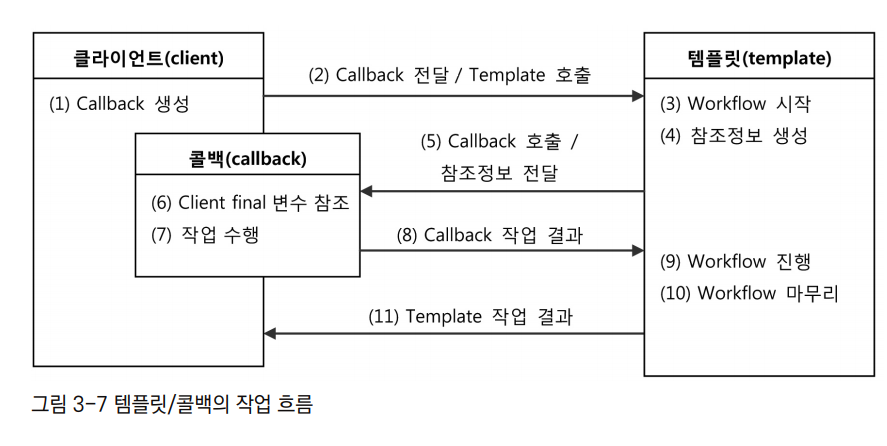 클라이언트(client)
(1) Callback 생성
(2) Callback 전달 / Template 호출
템플릿(template)
(3) Workflow 시작
(4) 참조정보 생성
(5) Callback 호출 /
참조정보 전달
콜백(callback)
(6) Client final 변수 참조
(7) 작업 수행
(8) Callback 작업 결과
(9) Workflow 진행
(10) Workflow 마무리
(11) Template 작업 결과
그림 3-7 템플릿/콜백의 작업 흐름